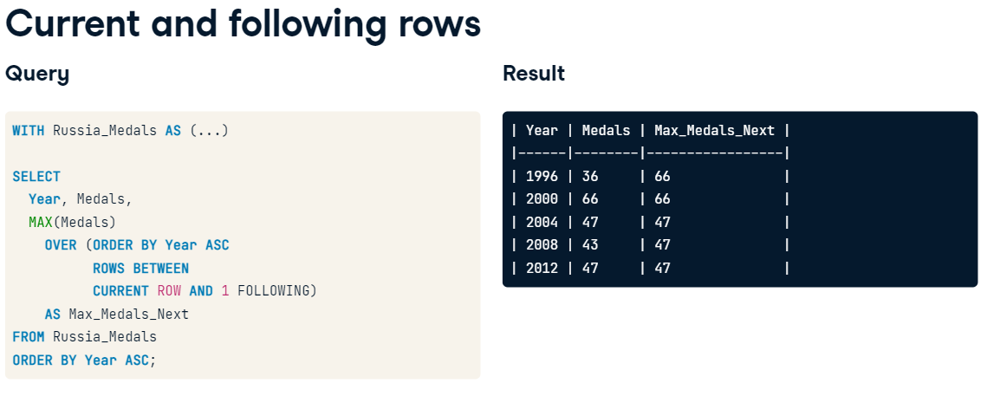 Current and following rows
Query
WITH Russia_Medals AS (...)
SELECT
Year, Medals,
MAX(Medals)
OVER (ORDER BY Year ASC
ROWS BETWEEN
CURRENT ROW AND 1 FOLLOWING)
AS Max_Medals_Next
FROM Russia_Medals
ORDER BY Year ASC;
Result
| Year | Medals | Max_Medals_Next |
|------|--------|-----------------|
| 1996 | 36     | 66              |
| 2000 | 66     | 66              |
| 2004 | 47     | 47              |
| 2008 | 43     | 47              |
| 2012 | 47     | 47              |